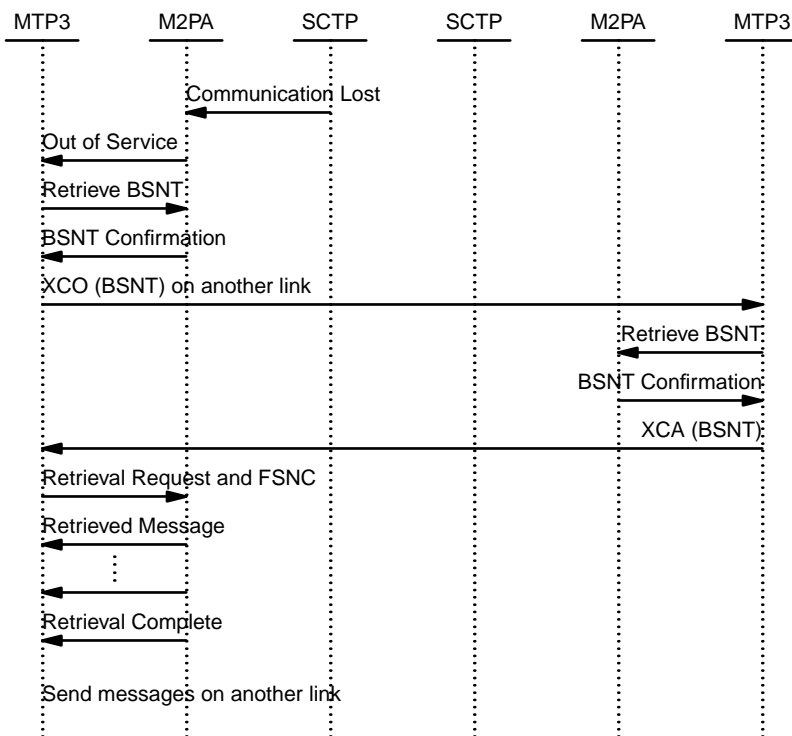 MTP3 M2PA SCTP SCTP M2PA MTP3
Communication Lost
Out of Service
Retrieve BSNT
BSNT Confirmation
XCO (BSNT) on another link
Retrieve BSNT
BSNT Confirmation
XCA (BSNT)
Retrieval Request and FSNC
Retrieved Message
Retrieval Complete
Send messages on another link